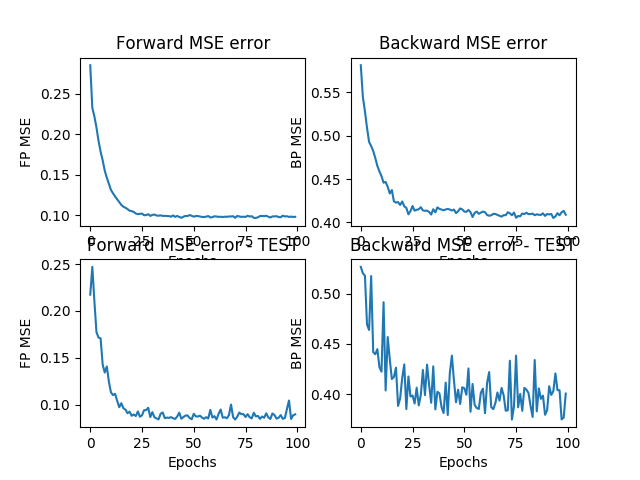 Forward MSE error
Backward MSE error
FP MSE
0.25
0.20
0.15
0.10
0 25 50 75 100
Epochs
BP MSE
0.55
0.50
0.45
0.40
0 25 50 75 100
Forward MSE error - TEST
Backward MSE error - TEST
FP MSE
0.25
0.20
0.15
0.10
0 25 50 75 100
Epochs
BP MSE
0.50
0.45
0.40
0 25 50 75 100
Epochs